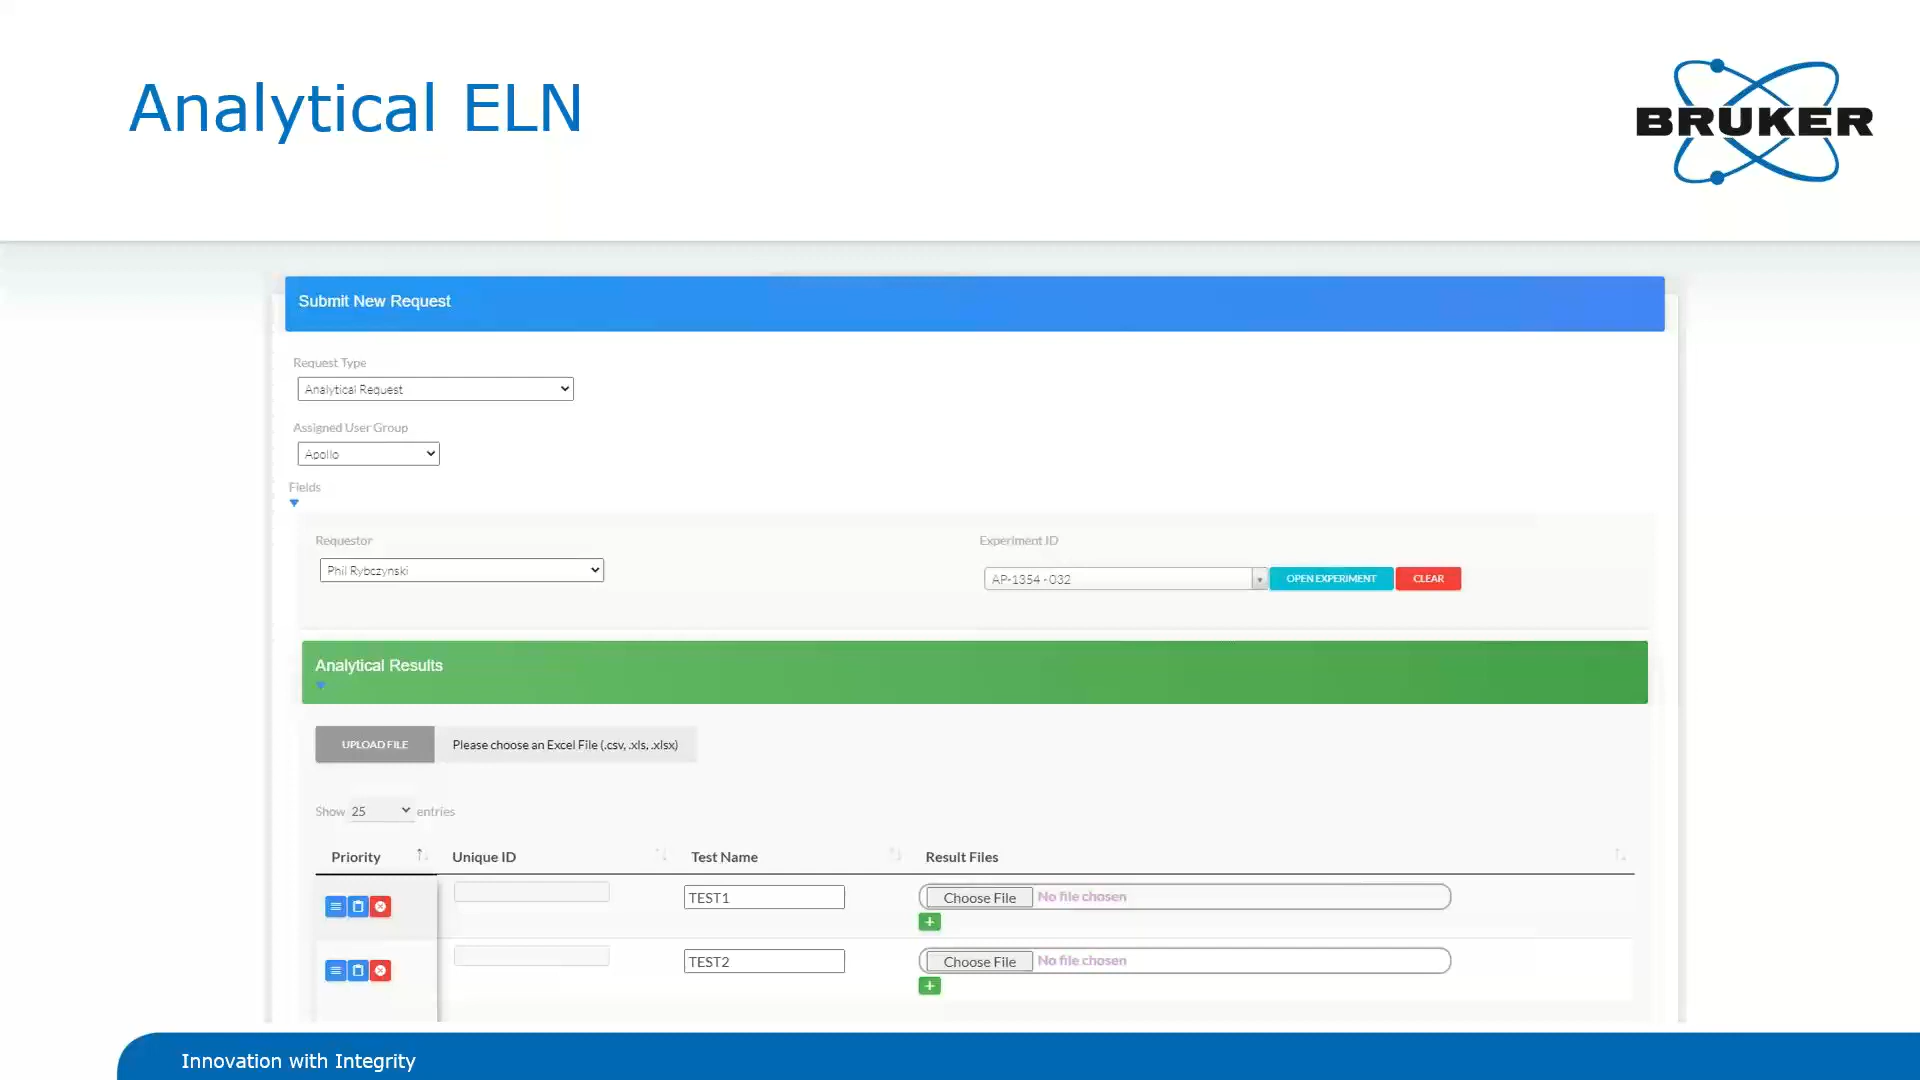 Analytical ELN
BRUKER
Submit New Request
Request Type
Analytical Request
Assigned User Group
Apollo
Fields
Requestor
Experiment ID
Phil Rybczynski
AP-1354 - 032
OPEN EXPERIMENT
CLEAR
Analytical Results
UPLOAD FILE
Please choose an Excel File (.csv, .xls, .xlsx)
Show 25 entries
Priority Unique ID Test Name Result Files
TEST1 Choose File No file chosen
+
TEST2 Choose File No file chosen
+
Innovation with Integrity